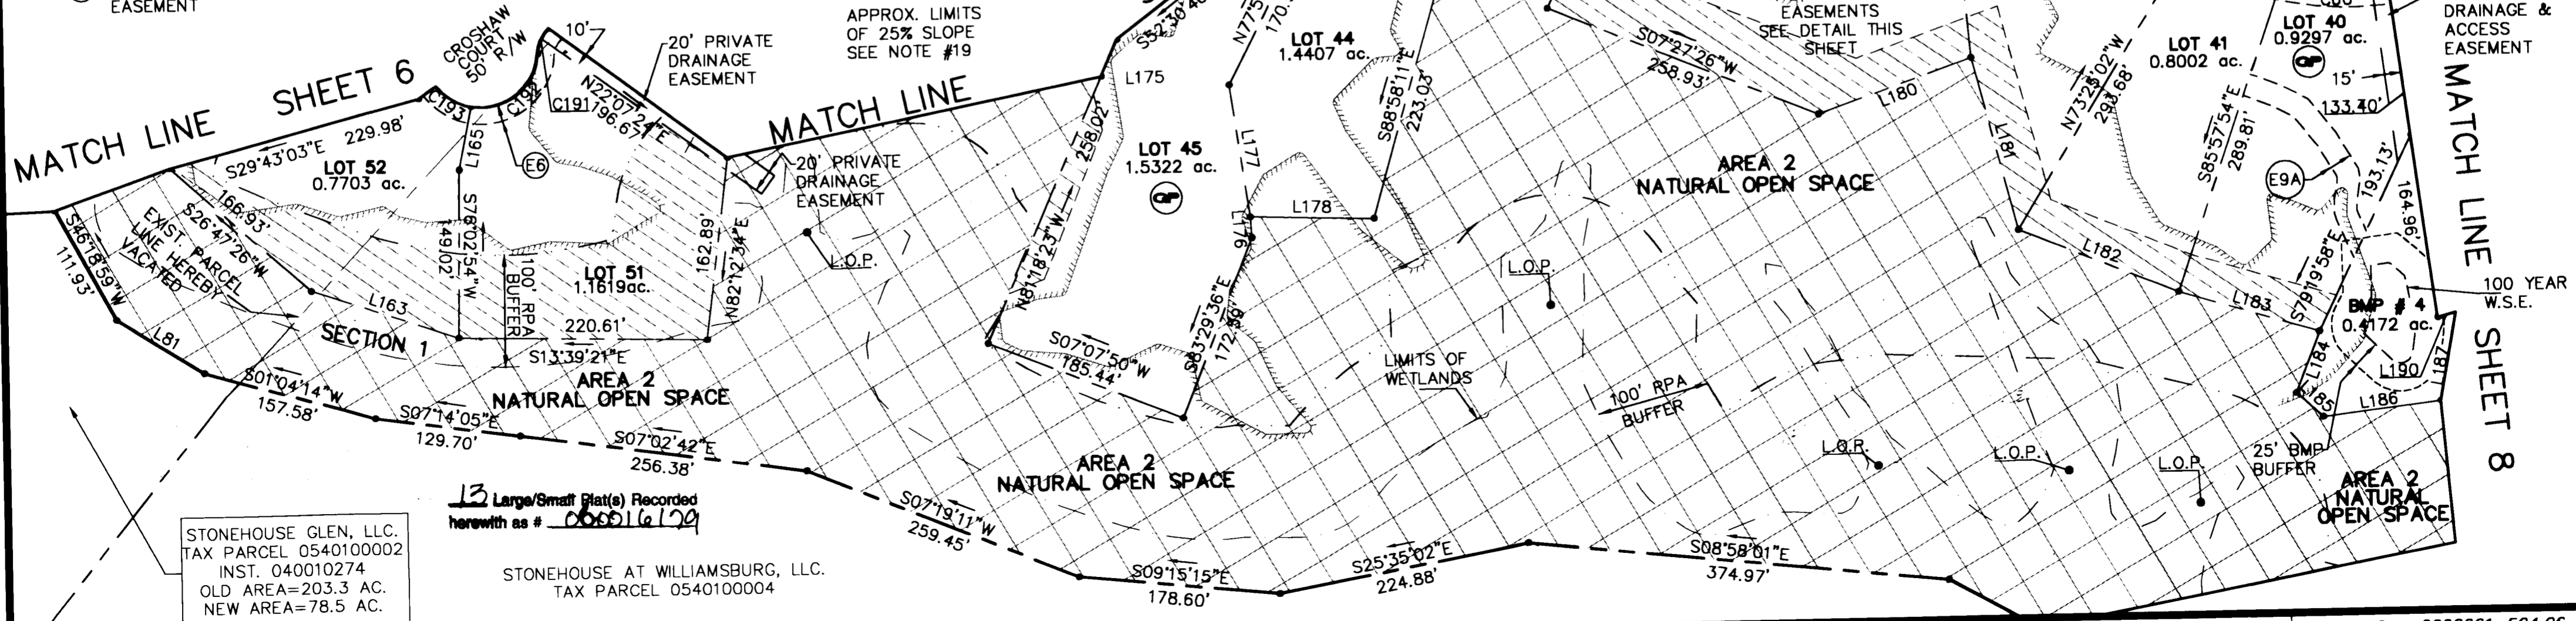 EASEMENT
CROSHAW
COURT
50' R/W
10'
20' PRIVATE
DRAINAGE
EASEMENT
APPROX. LIMITS
OF 25% SLOPE
SEE NOTE #19
MATCH LINE SHEET 6
MATCH LINE
C193
C192
C191
N22°07'24"E
196.67'
S29°43'03"E 229.98'
LOT 52
0.7703 ac.
L165
E6
20' PRIVATE
DRAINAGE
EASEMENT
L175
258.02'
N81°18'23"W
LOT 45
1.5322 ac.
GP
S52°30'
N77°5
170.
LOT 44
1.4407 ac.
L177
L176
L178
S88°58'11"E
223.03'
EASEMENTS
SEE DETAIL THIS
SHEET
S07°27'26"W
258.93'
L180
L181
AREA 2
NATURAL OPEN SPACE
N73°25'02"W
293.68'
LOT 41
0.8002 ac.
LOT 40
0.9297 ac.
GP
15'
133.40'
DRAINAGE &
ACCESS
EASEMENT
S85°57'54"E
289.81'
E9A
193.13'
164.96'
MATCH LINE SHEET 8
L182
L183
S79°19'58"E
BMP # 4
0.4172 ac.
100 YEAR
W.S.E.
L184
L185
L186
L187
L190
25' BMP
BUFFER
AREA 2
NATURAL
OPEN SPACE
S46°18'59"W
111.93'
166.93'
S26°47'26"W
EXIST. PARCEL
LINE HEREBY
VACATED
L163
L81
SECTION 1
S76°02'54"W
149.02'
100' RPA
BUFFER
LOT 51
1.1619ac.
220.61'
S13°39'21"E
162.89'
N82°12'34"E
L.O.P.
AREA 2
NATURAL OPEN SPACE
S01°04'14"W
157.58'
S07°14'05"E
129.70'
S07°02'42"E
256.38'
S07°07'50"W
185.44'
S83°29'36"E
AREA 2
NATURAL OPEN SPACE
S07°19'11"W
259.45'
L.O.P.
LIMITS OF
WETLANDS
100' RPA
BUFFER
L.O.P.
L.O.P.
L.O.P.
S09°15'15"E
178.60'
S25°35'02"E
224.88'
S08°58'01"E
374.97'
13 Large/Small Plat(s) Recorded
herewith as #
STONEHOUSE GLEN, LLC.
TAX PARCEL 0540100002
INST. 040010274
OLD AREA=203.3 AC.
NEW AREA=78.5 AC.
STONEHOUSE AT WILLIAMSBURG, LLC.
TAX PARCEL 0540100004